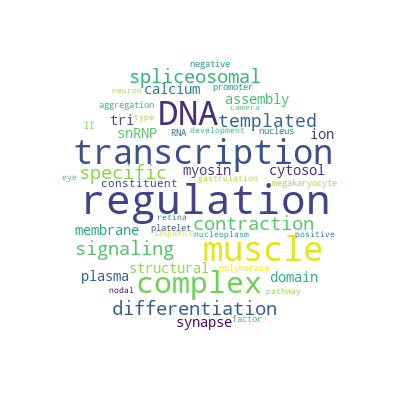 negative
spliceosomal
neuron calcium promoter
aggregation DNA assembly
camera
tri type templated
II snRNP RNA development nucleus ion
transcription
specific myosin cytosol
constituent gastrulation megakaryocyte
eye
regulation
retina
membrane platelet contraction
sequence nucleoplasm positive
signaling muscle
structural polymerase
plasma complex domain
nodal pathway
differentiation
synapse factor